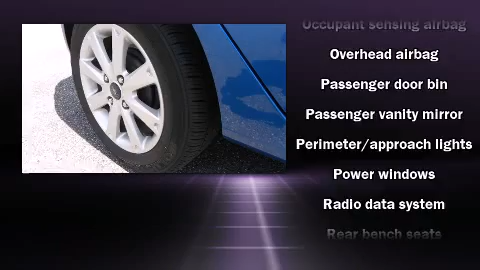 Occupant sensing airbag
Overhead airbag
Passenger door bin
Passenger vanity mirror
Perimeter/approach lights
Power windows
Radio data system
Rear bench seats